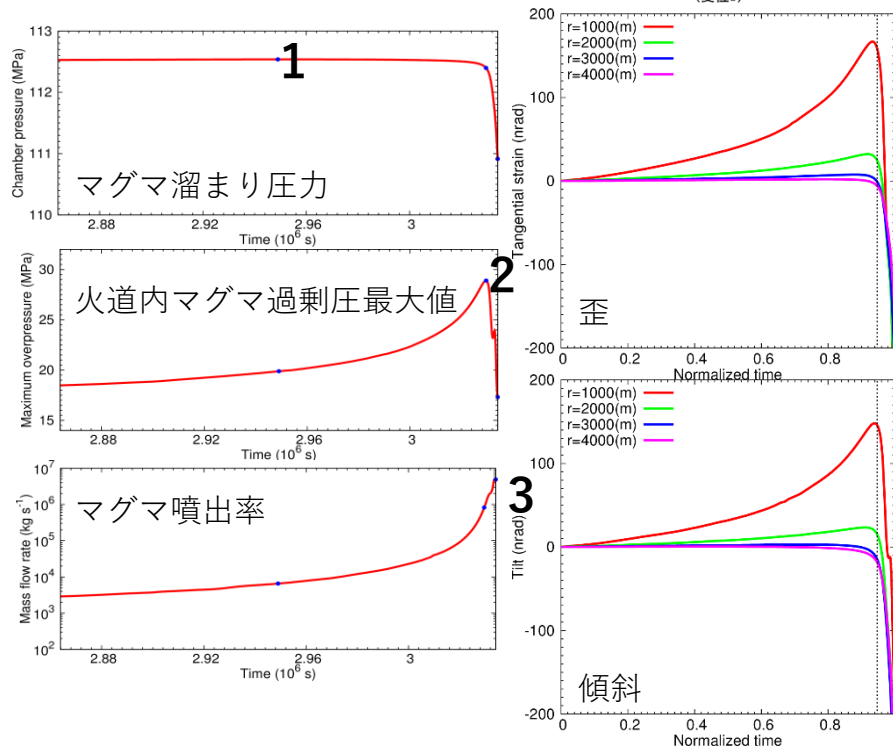 113
112
111
110
Chamber pressure (MPa)
1
マグマ溜まり圧力
2.88
2.92
2.96
3
Time (10⁶ s)
30
25
20
15
Maximum overpressure (MPa)
2
火道内マグマ過剰圧最大値
2.88
2.92
2.96
3
Time (10⁶ s)
10⁷
10⁶
10⁵
10⁴
10³
10²
Mass flow rate (kg s⁻¹)
3
マグマ噴出率
2.88
2.92
2.96
3
Time (10⁶ s)
200
100
0
-100
-200
Tangential strain (nrad)
r=1000(m)
r=2000(m)
r=3000(m)
r=4000(m)
歪
0
0.2
0.4
0.6
0.8
Normalized time
200
100
0
-100
-200
Tilt (nrad)
r=1000(m)
r=2000(m)
r=3000(m)
r=4000(m)
傾斜
0
0.2
0.4
0.6
0.8
Normalized time